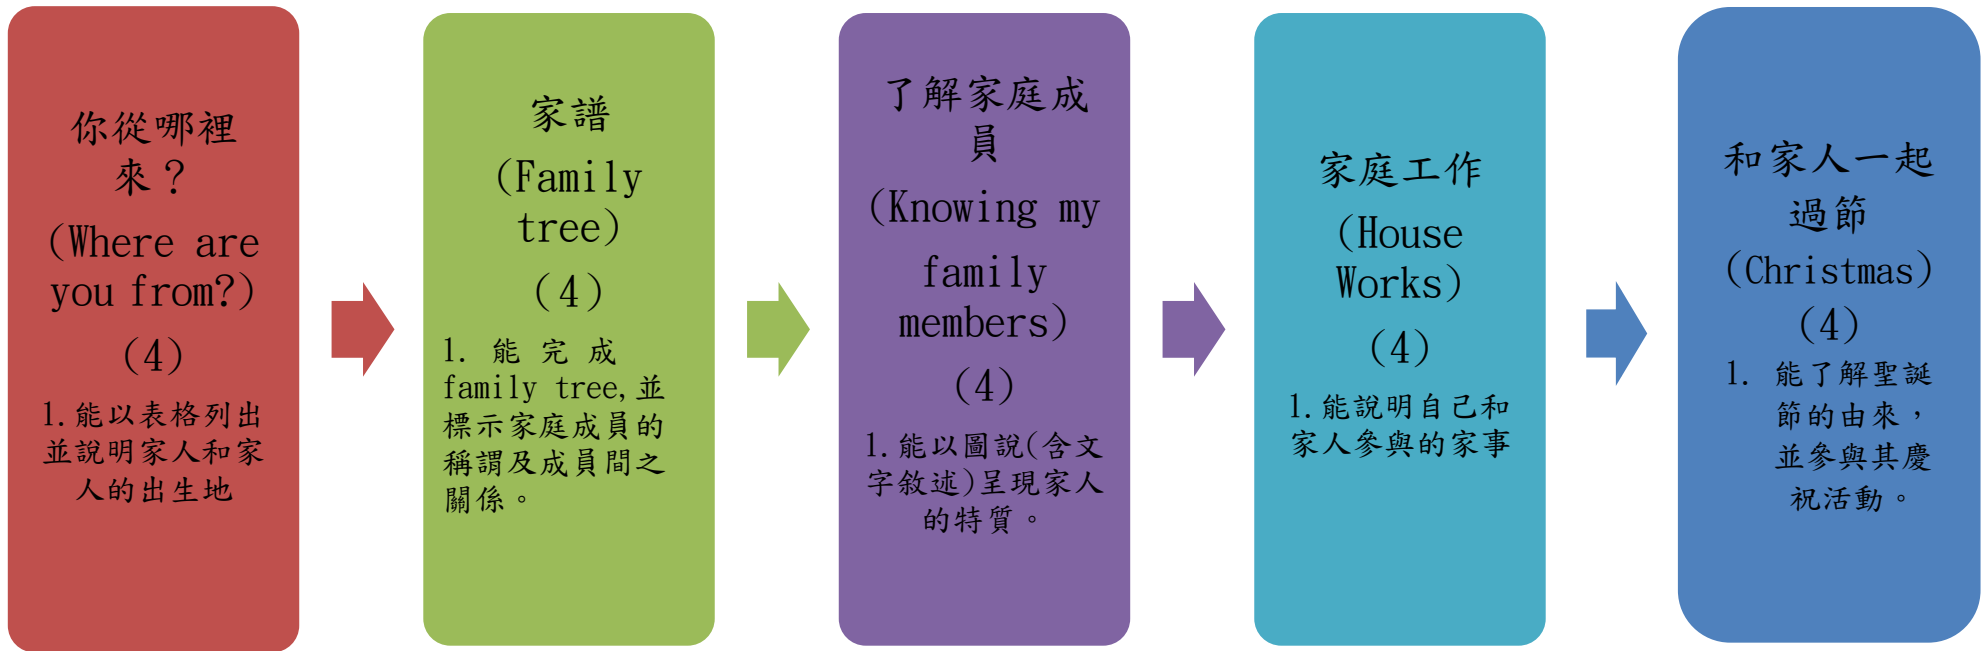 你從哪裡
來？
(Where are
you from?)
(4)
1.能以表格列出
並說明家人和家
人的出生地
家譜
(Family
tree)
(4)
1. 能 完 成
family tree,並
標示家庭成員的
稱謂及成員間之
關係。
了解家庭成
員
(Knowing my
family
members)
(4)
1.能以圖說(含文
字敘述)呈現家人
的特質。
家庭工作
(House
Works)
(4)
1.能說明自己和
家人參與的家事
和家人一起
過節
(Christmas)
(4)
1. 能了解聖誕
節的由來，
並參與其慶
祝活動。